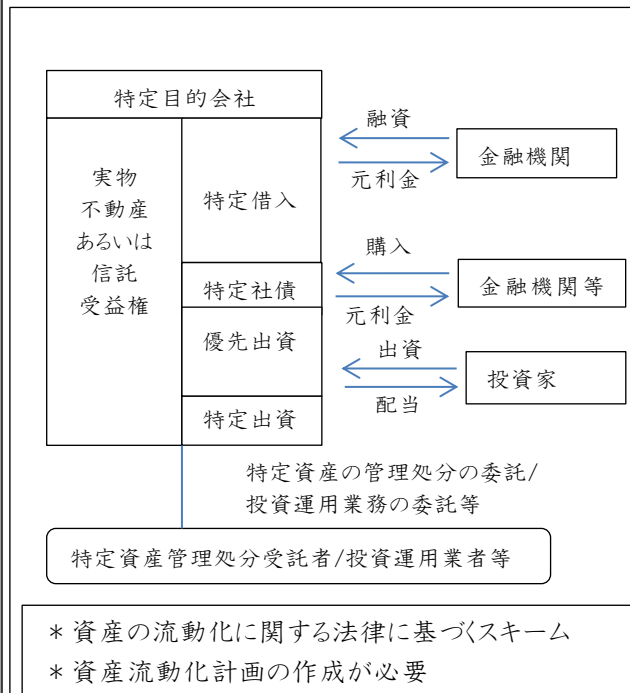 特定目的会社
実物
不動産
あるいは
信託
受益権
特定借入
特定社債
優先出資
特定出資
融資
元利金
金融機関
購入
元利金
金融機関等
出資
配当
投資家
特定資産の管理処分の委託/
投資運用業務の委託等
特定資産管理処分受託者/投資運用業者等
＊資産の流動化に関する法律に基づくスキーム
＊資産流動化計画の作成が必要